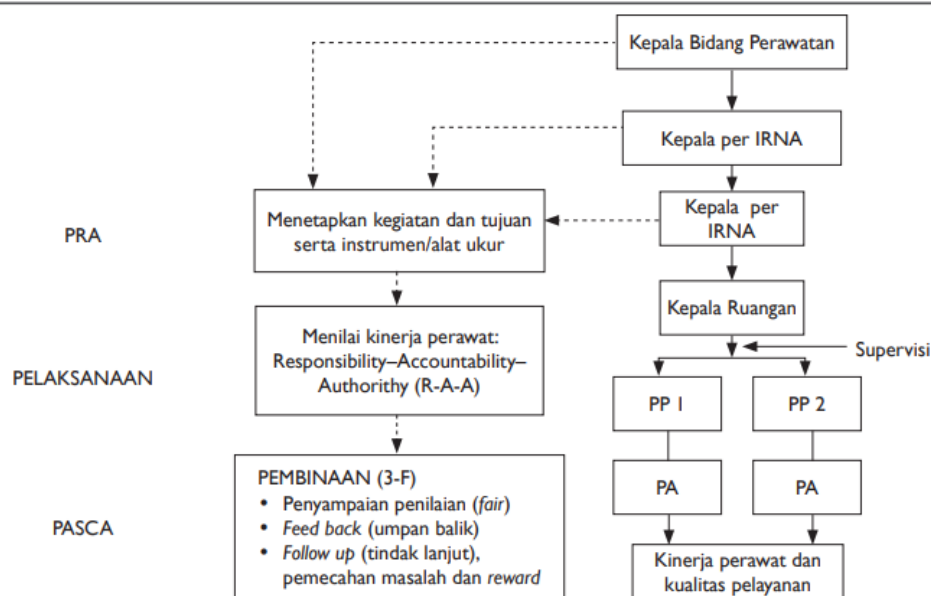 Kepala Bidang Perawatan
Kepala per IRNA
PRA
Menetapkan kegiatan dan tujuan
serta instrumen/alat ukur
Kepala per
IRNA
Kepala Ruangan
Supervisi
PELAKSANAAN
Menilai kinerja perawat:
Responsibility–Accountability–
Authorithy (R-A-A)
PP 1
PP 2
PA
PA
PASCA
PEMBINAAN (3-F)
• Penyampaian penilaian (fair)
• Feed back (umpan balik)
• Follow up (tindak lanjut),
pemecahan masalah dan reward
Kinerja perawat dan
kualitas pelayanan